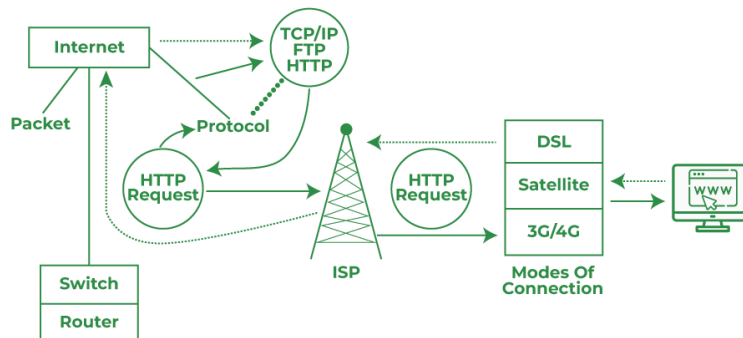 Internet
TCP/IP
FTP
HTTP
Packet
Protocol
HTTP
Request
HTTP
Request
DSL
Satellite
3G/4G
WWW
ISP
Modes Of
Connection
Switch
Router